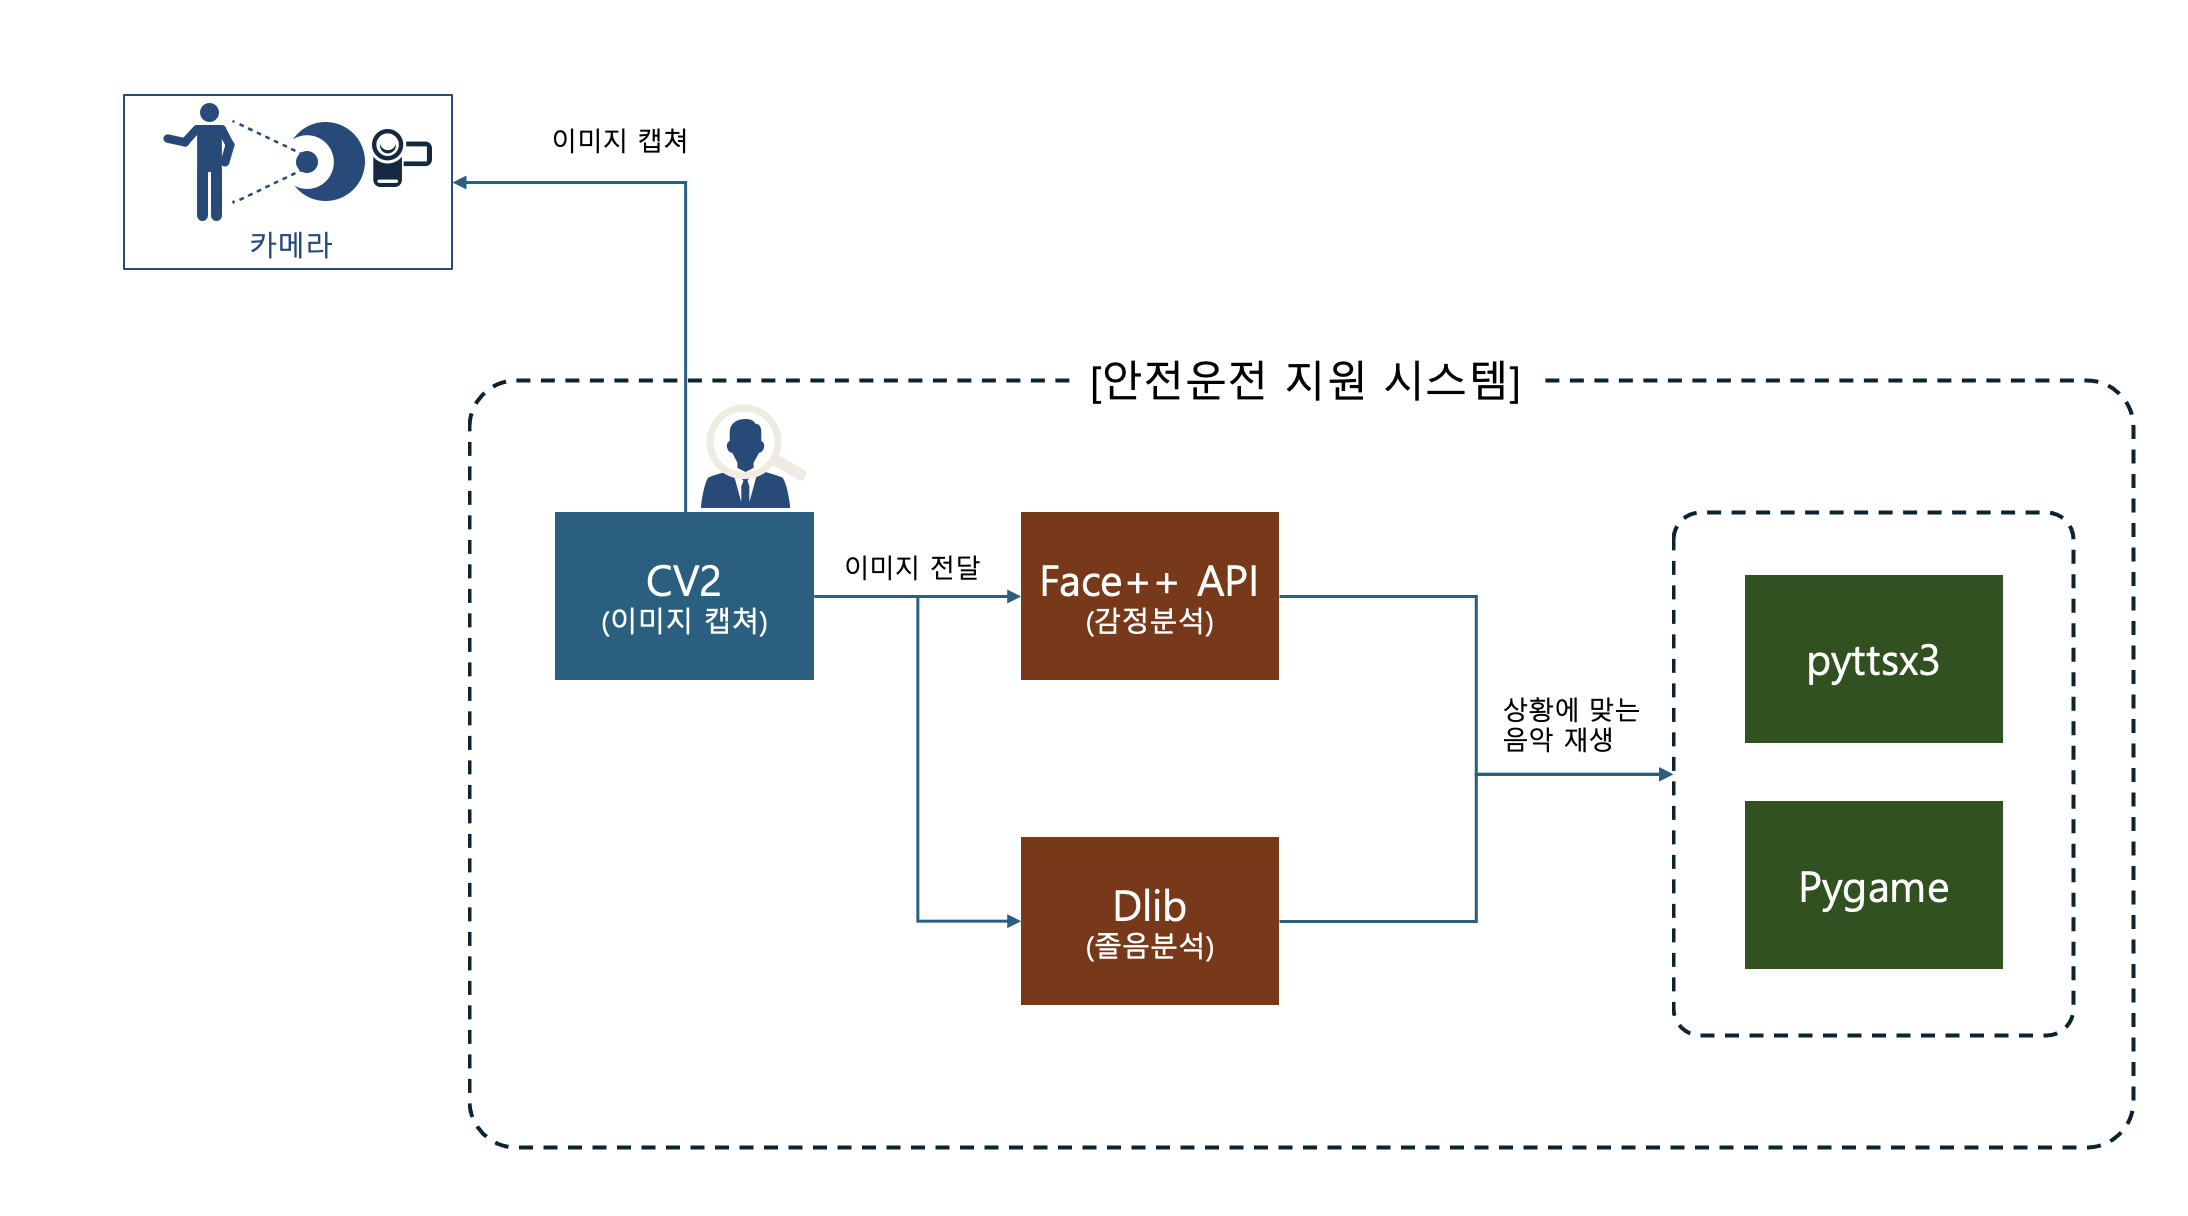 이미지 캡쳐
카메라
[안전운전 지원 시스템]
CV2
(이미지 캡쳐)
이미지 전달
Face++ API
(감정분석)
상황에 맞는
음악 재생
pyttsx3
Dlib
(졸음분석)
Pygame